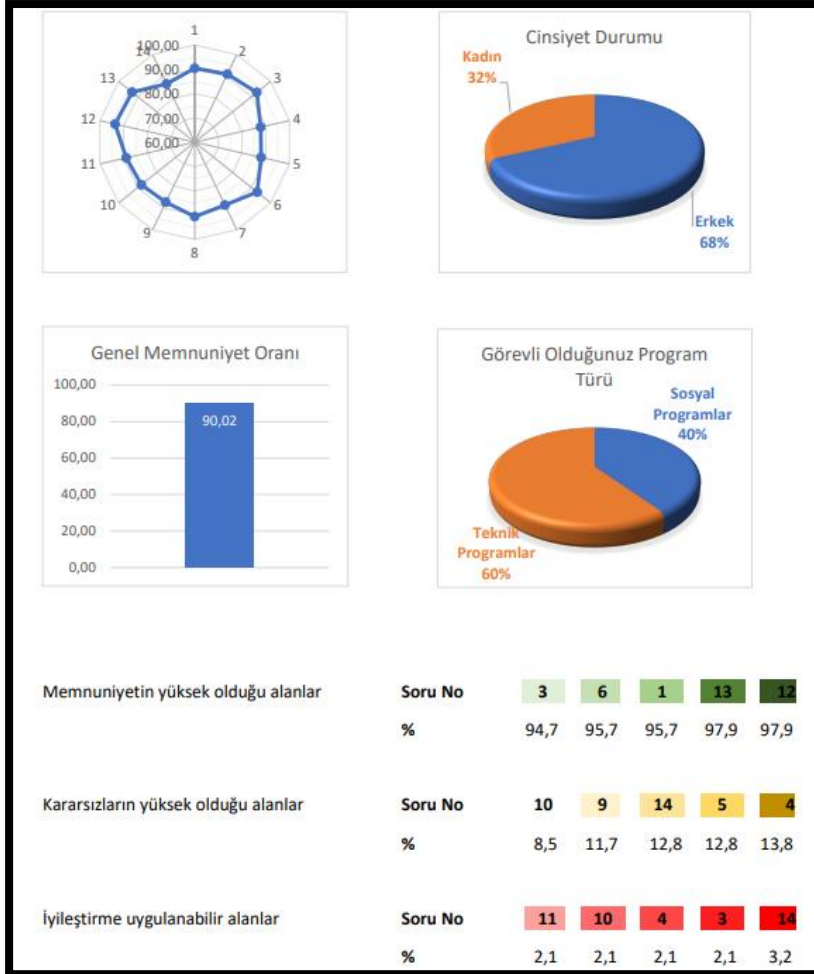 1
2
3
4
5
6
7
8
9
10
11
12
13
14
100,00
90,00
80,00
70,00
60,00
Cinsiyet Durumu
Kadın
32%
Erkek
68%
Genel Memnuniyet Oranı
100,00
80,00
60,00
40,00
20,00
0,00
90,02
Görevli Olduğunuz Program
Türü
Sosyal
Programlar
40%
Teknik
Programlar
60%
Memnuniyetin yüksek olduğu alanlar Soru No 3 6 1 13 12
% 94,7 95,7 95,7 97,9 97,9
Kararsızların yüksek olduğu alanlar Soru No 10 9 14 5 4
% 8,5 11,7 12,8 12,8 13,8
İyileştirme uygulanabilir alanlar Soru No 11 10 4 3 14
% 2,1 2,1 2,1 2,1 3,2